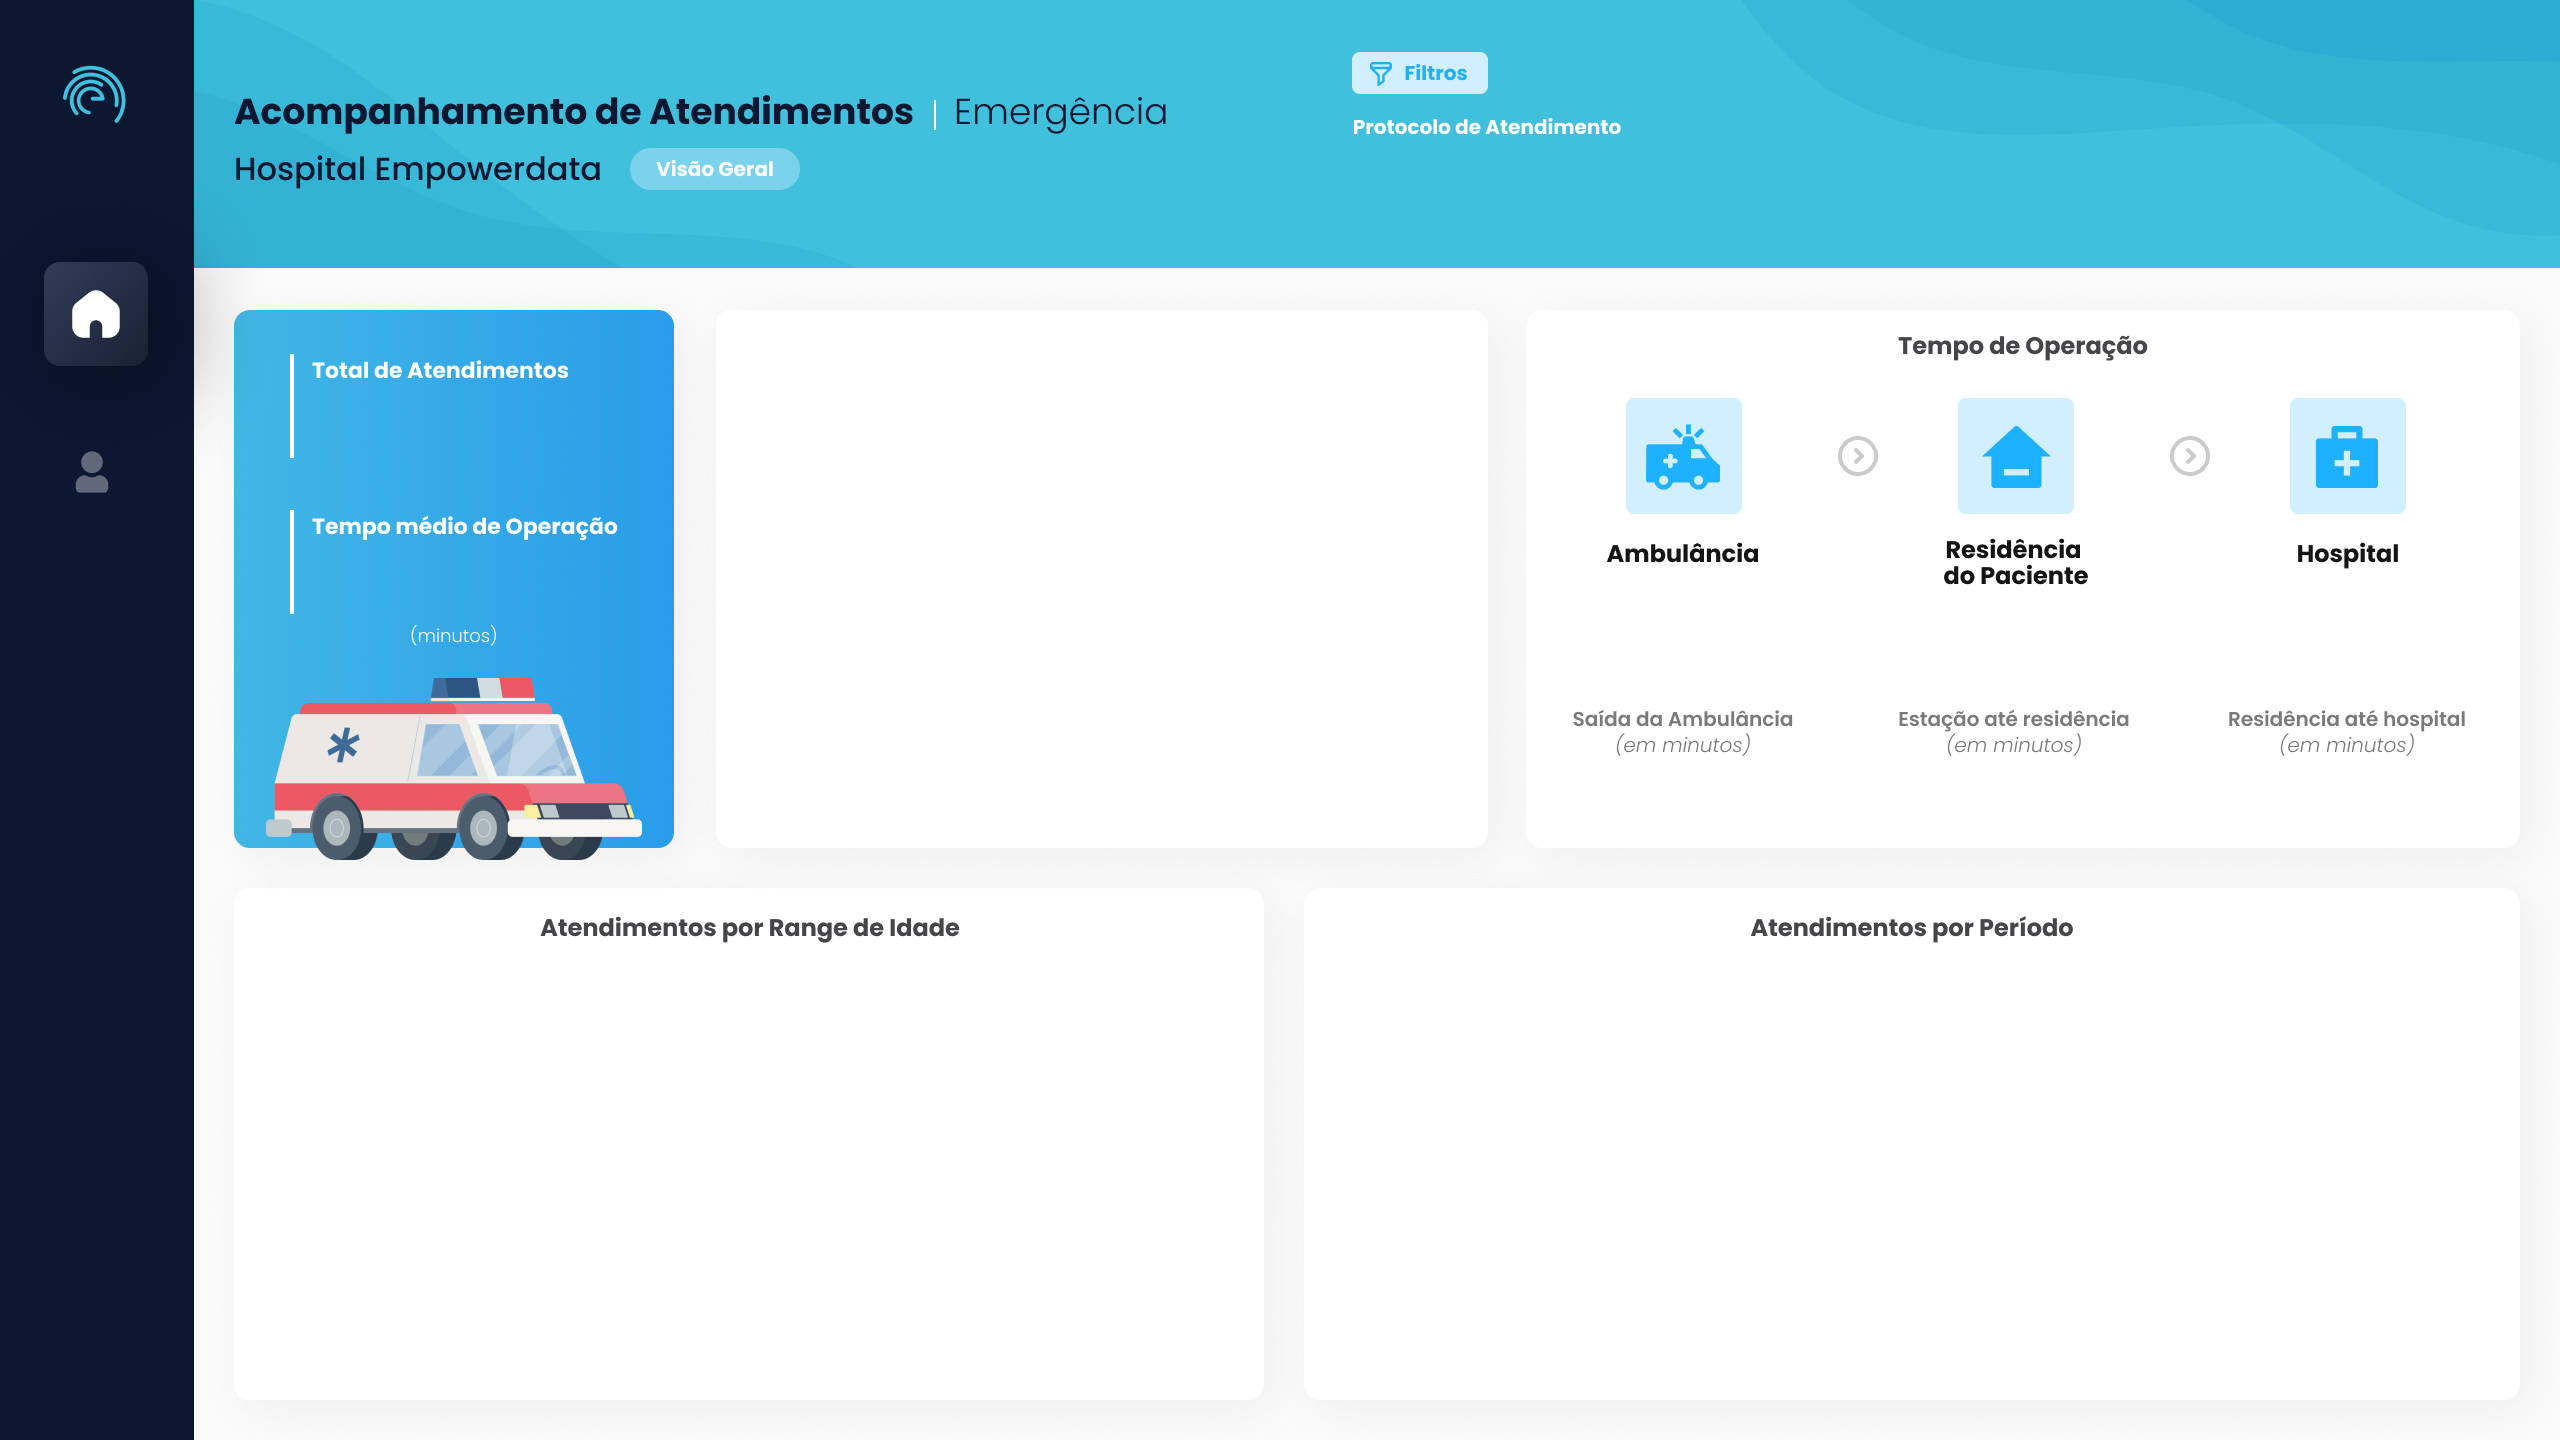 Acompanhamento de Atendimentos | Emergência
Hospital Empowerdata
Visão Geral
Filtros
Protocolo de Atendimento
Total de Atendimentos
Tempo médio de Operação
(minutos)
Tempo de Operação
Ambulância
Residência
do Paciente
Hospital
Saída da Ambulância
(em minutos)
Estação até residência
(em minutos)
Residência até hospital
(em minutos)
Atendimentos por Range de Idade
Atendimentos por Período